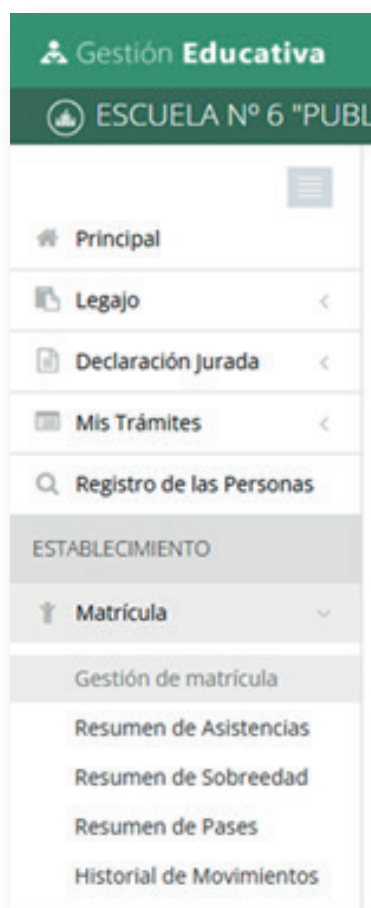 Gestión Educativa
ESCUELA Nº 6 "PUBL
Principal
Legajo
Declaración Jurada
Mis Trámites
Registro de las Personas
ESTABLECIMIENTO
Matrícula
Gestión de matrícula
Resumen de Asistencias
Resumen de Sobreedad
Resumen de Pases
Historial de Movimientos